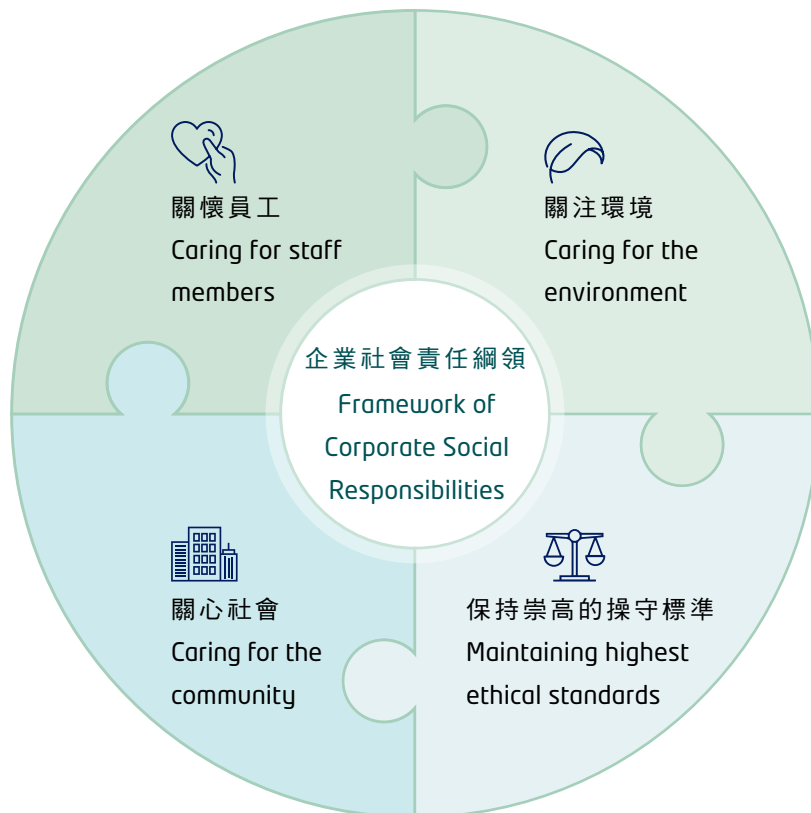 關懷員工
Caring for staff
members
關注環境
Caring for the
environment
企業社會責任綱領
Framework of
Corporate Social
Responsibilities
關心社會
Caring for the
community
保持崇高的操守標準
Maintaining highest
ethical standards